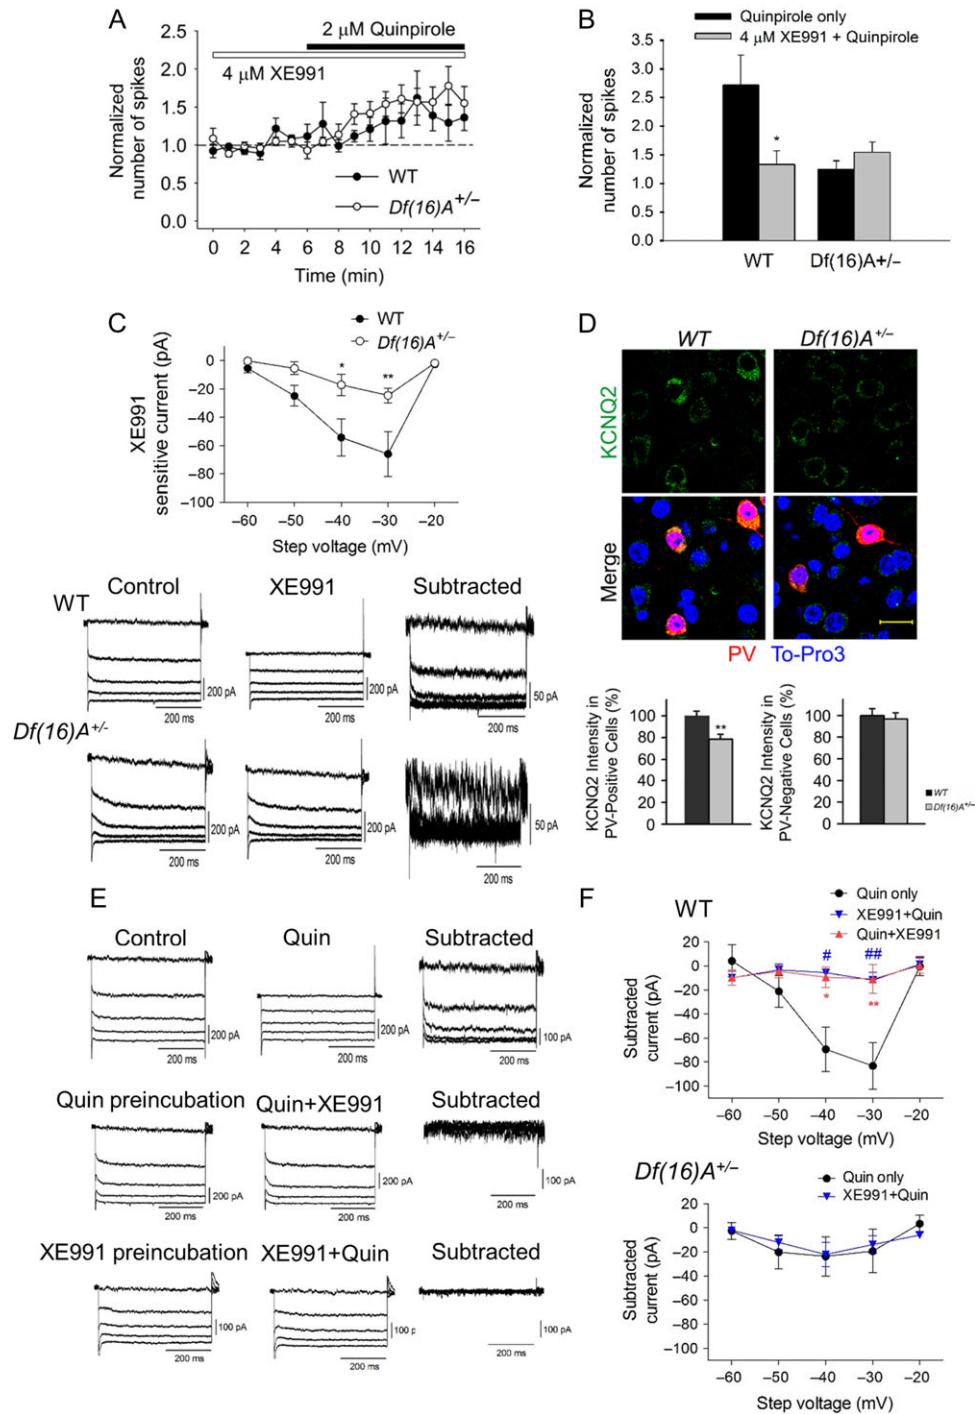 A
2 μM Quinpirole
4 μM XE991
Normalized
number of spikes
2.5
2.0
1.5
1.0
0.5
0.0
WT
Df(16)A+/−
0 2 4 6 8 10 12 14 16
Time (min)
B
Quinpirole only
4 μM XE991 + Quinpirole
Normalized
number of spikes
3.5
3.0
2.5
2.0
1.5
1.0
0.5
0.0
*
WT Df(16)A+/−
C
WT
Df(16)A+/−
XE991
sensitive current (pA)
0
−20
−40
−60
−80
−100
* **
−60 −50 −40 −30 −20
Step voltage (mV)
Control XE991 Subtracted
WT
200 pA 200 pA 50 pA
200 ms 200 ms 200 ms
Df(16)A+/−
200 pA 200 pA 50 pA
200 ms 200 ms 200 ms
D
WT Df(16)A+/−
KCNQ2
Merge
PV To-Pro3
KCNQ2 Intensity in
PV-Positive Cells (%)
100
80
60
40
20
0
**
KCNQ2 Intensity in
PV-Negative Cells (%)
100
80
60
40
20
0
WT
Df(16)A+/−
E
Control Quin Subtracted
200 pA 200 pA 100 pA
200 ms 200 ms 200 ms
Quin preincubation Quin+XE991 Subtracted
200 pA 200 pA 100 pA
200 ms 200 ms 200 ms
XE991 preincubation XE991+Quin Subtracted
100 pA 100 p 100 pA
200 ms 200 ms 200 ms
F
WT
Quin only
XE991+Quin
Quin+XE991
Subtracted
current (pA)
20
0
−20
−40
−60
−80
−100
# ##
* **
−60 −50 −40 −30 −20
Step voltage (mV)
Df(16)A+/−
Quin only
XE991+Quin
Subtracted
current (pA)
20
0
−20
−40
−60
−80
−100
−60 −50 −40 −30 −20
Step voltage (mV)